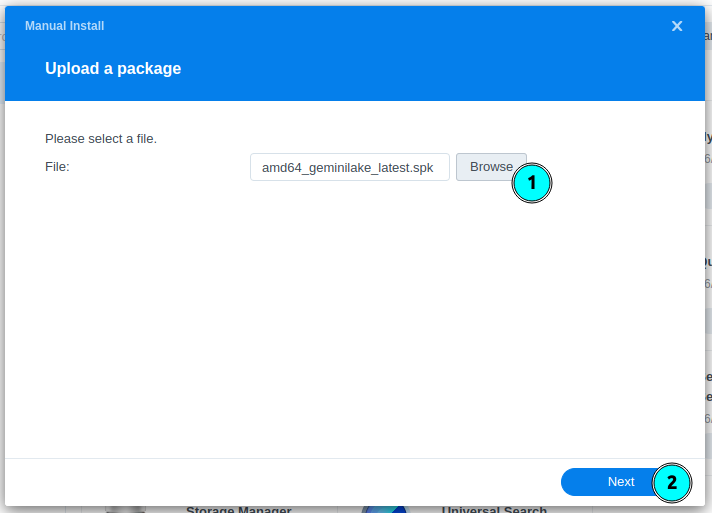 Manual Install
Upload a package
Please select a file.
File:
amd64_geminilake_latest.spk
Browse
1
Next
2
Storage Manager
Universal Search